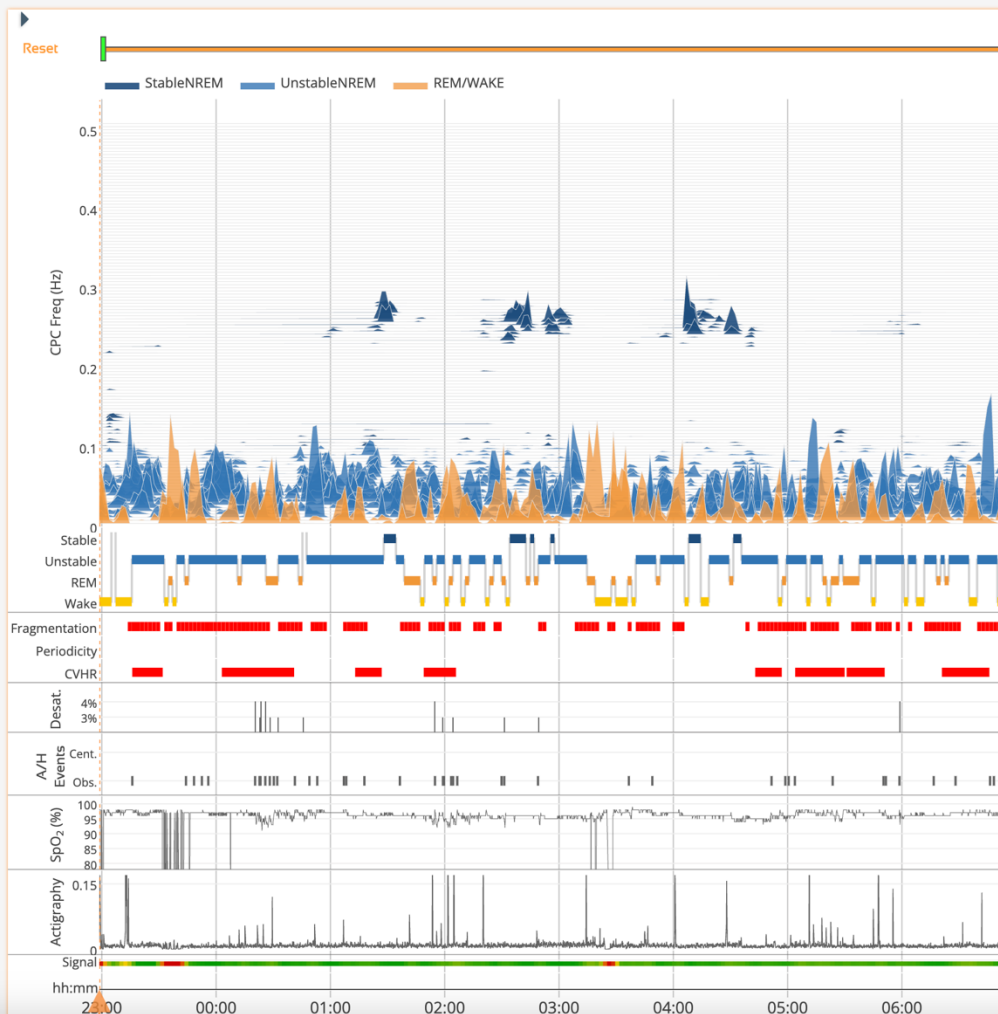 Reset
StableNREM UnstableNREM REM/WAKE
CPC Freq (Hz)
0.5
0.4
0.3
0.2
0.1
0
Stable
Unstable
REM
Wake
Fragmentation
Periodicity
CVHR
Desat.
4%
3%
A/H
Events
Cent.
Obs.
SpO₂ (%)
100
95
90
85
80
Actigraphy
0.15
0
Signal
hh:mm
23:00 00:00 01:00 02:00 03:00 04:00 05:00 06:00